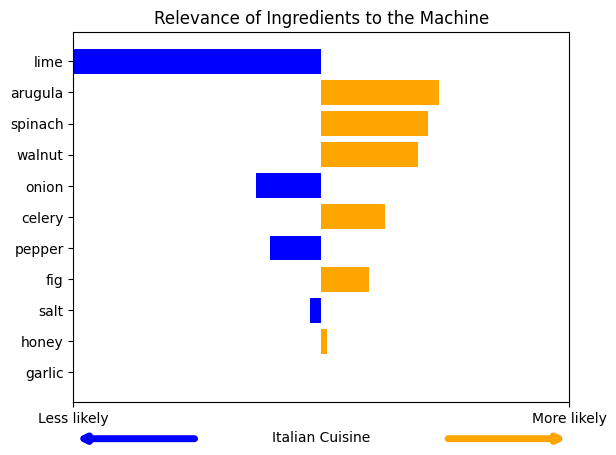 Relevance of Ingredients to the Machine
lime
arugula
spinach
walnut
onion
celery
pepper
fig
salt
honey
garlic
Less likely
More likely
Italian Cuisine